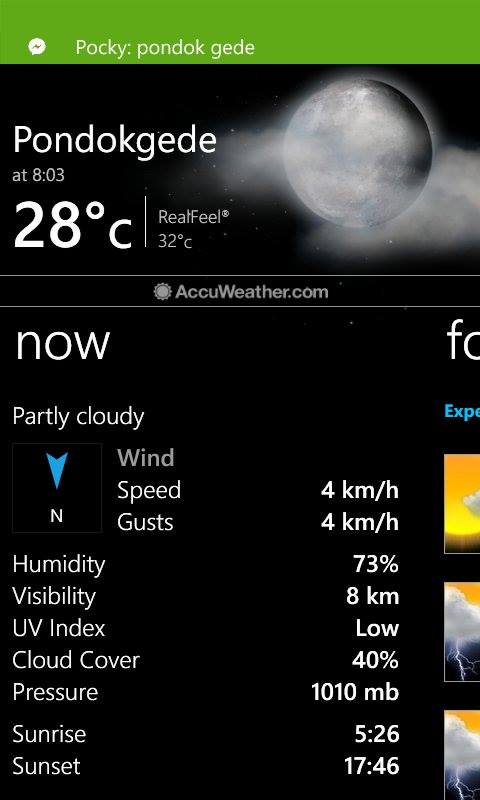 Pocky: pondok gede
Pondokgede
at 8:03
28°c
RealFeel®
32°c
AccuWeather.com
now
fo
Expe
Partly cloudy
Wind
N
Speed 4 km/h
Gusts 4 km/h
Humidity 73%
Visibility 8 km
UV Index Low
Cloud Cover 40%
Pressure 1010 mb
Sunrise 5:26
Sunset 17:46